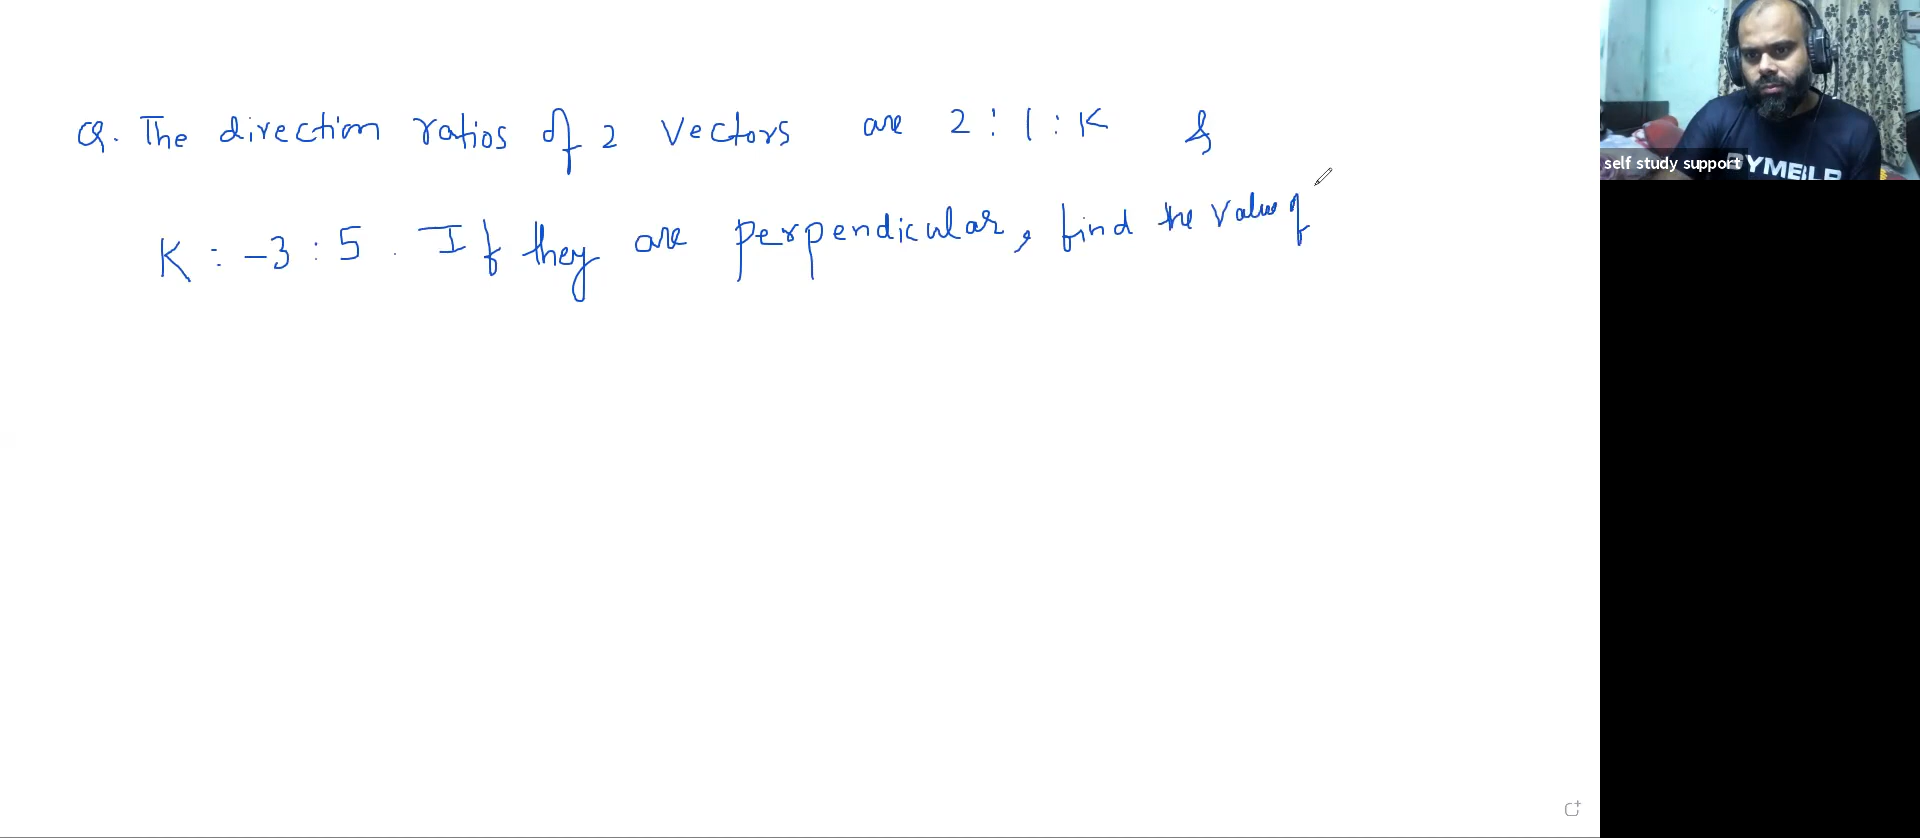 Q. The direction ratios of 2 vectors are 2 : 1 : K &
K : -3 : 5 . If they are perpendicular, find the value of
self study support